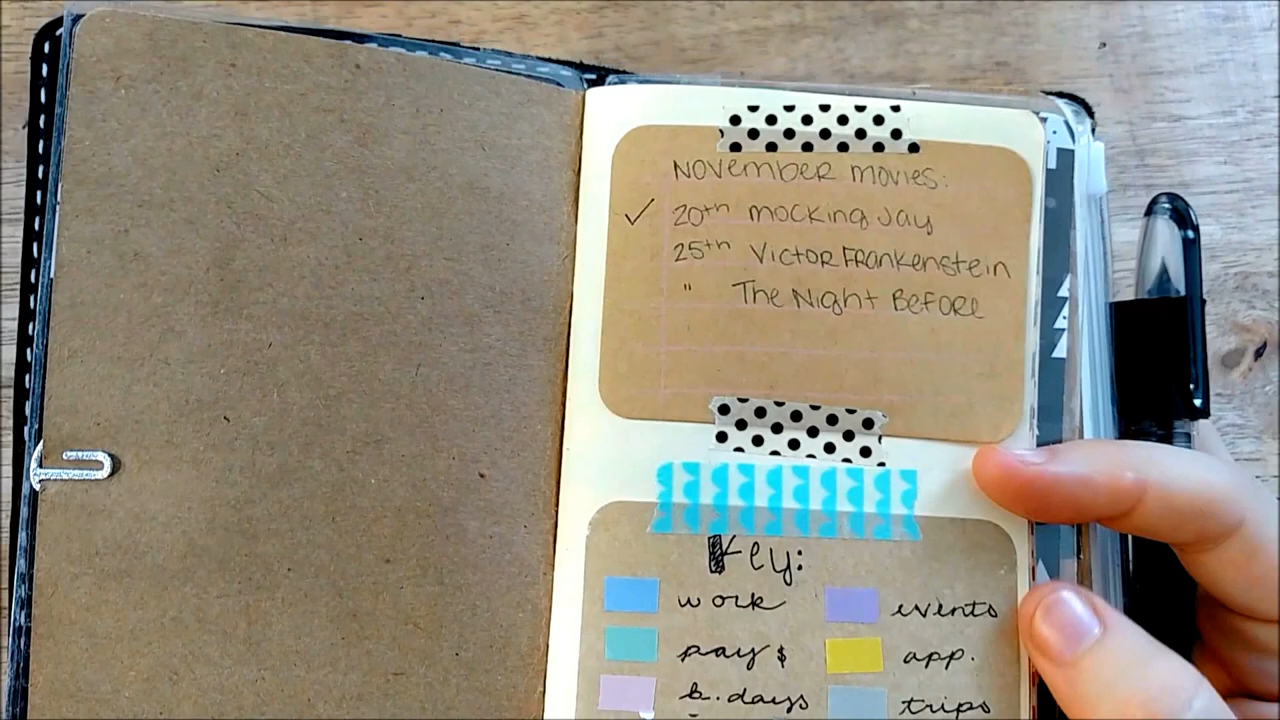 November movies:
✓ 20th mocking Jay
25th Victor Frankenstein
" The Night Before
Key:
work
events
pay $
app.
b.days
trips